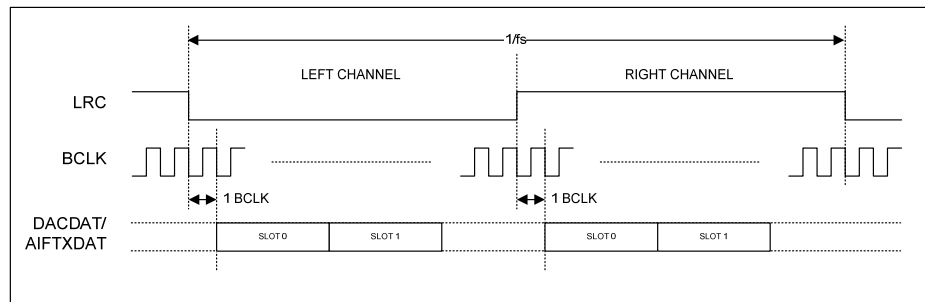 1/fs
LEFT CHANNEL
RIGHT CHANNEL
LRC
BCLK
1 BCLK
1 BCLK
DACDAT/
AIFTXDAT
SLOT 0
SLOT 1
SLOT 0
SLOT 1